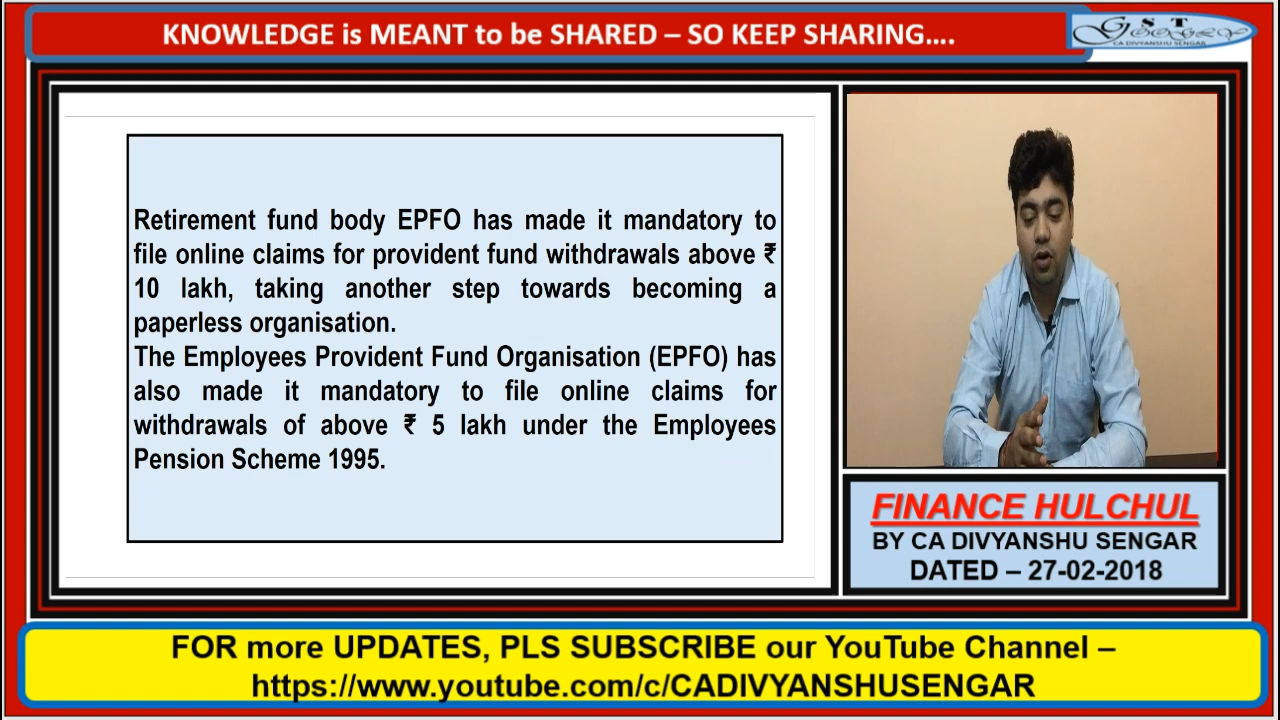 KNOWLEDGE is MEANT to be SHARED – SO KEEP SHARING....
G S T
CA DIVYANSHU SENGAR
Retirement fund body EPFO has made it mandatory to
file online claims for provident fund withdrawals above ₹
10 lakh, taking another step towards becoming a
paperless organisation.
The Employees Provident Fund Organisation (EPFO) has
also made it mandatory to file online claims for
withdrawals of above ₹ 5 lakh under the Employees
Pension Scheme 1995.
FINANCE HULCHUL
BY CA DIVYANSHU SENGAR
DATED – 27-02-2018
FOR more UPDATES, PLS SUBSCRIBE our YouTube Channel –
https://www.youtube.com/c/CADIVYANSHUSENGAR